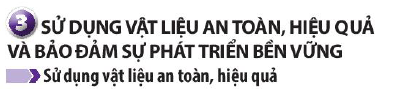 3 SỬ DỤNG VẬT LIỆU AN TOÀN, HIỆU QUẢ
VÀ BẢO ĐẢM SỰ PHÁT TRIỂN BỀN VỮNG
Sử dụng vật liệu an toàn, hiệu quả